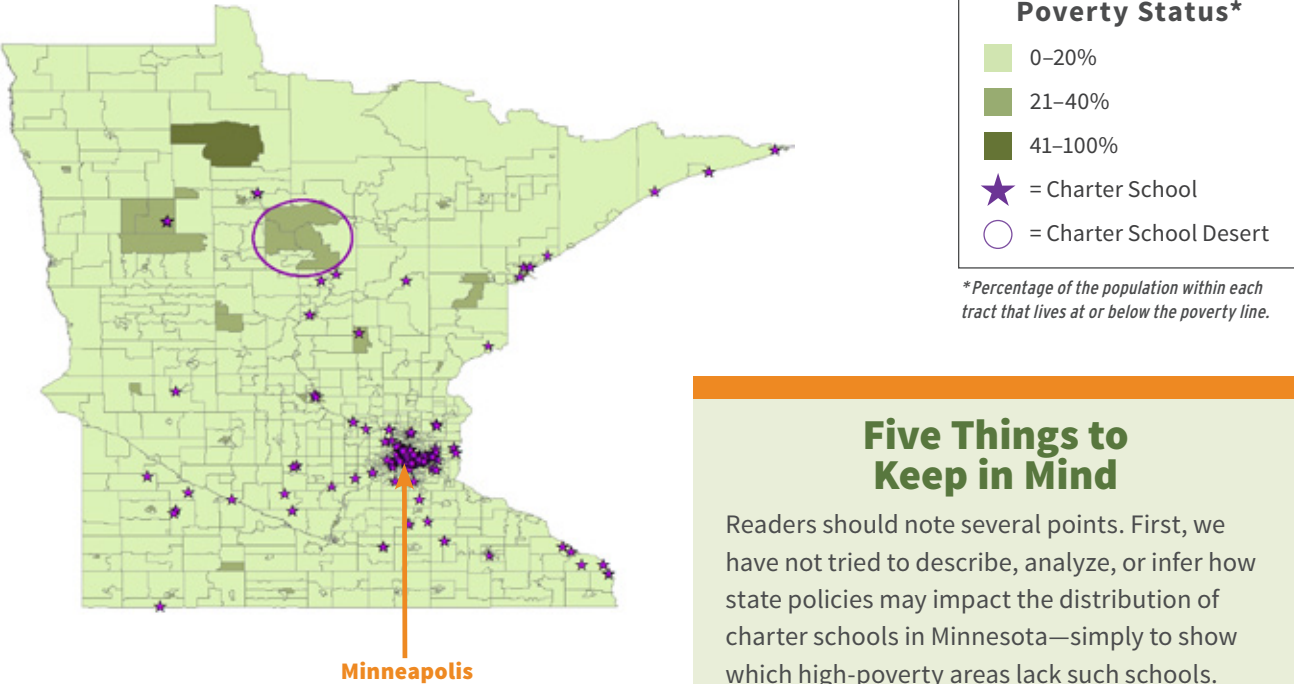 Poverty Status*
0–20%
21–40%
41–100%
= Charter School
= Charter School Desert
*Percentage of the population within each
tract that lives at or below the poverty line.
Minneapolis
Five Things to
Keep in Mind
Readers should note several points. First, we
have not tried to describe, analyze, or infer how
state policies may impact the distribution of
charter schools in Minnesota—simply to show
which high-poverty areas lack such schools.